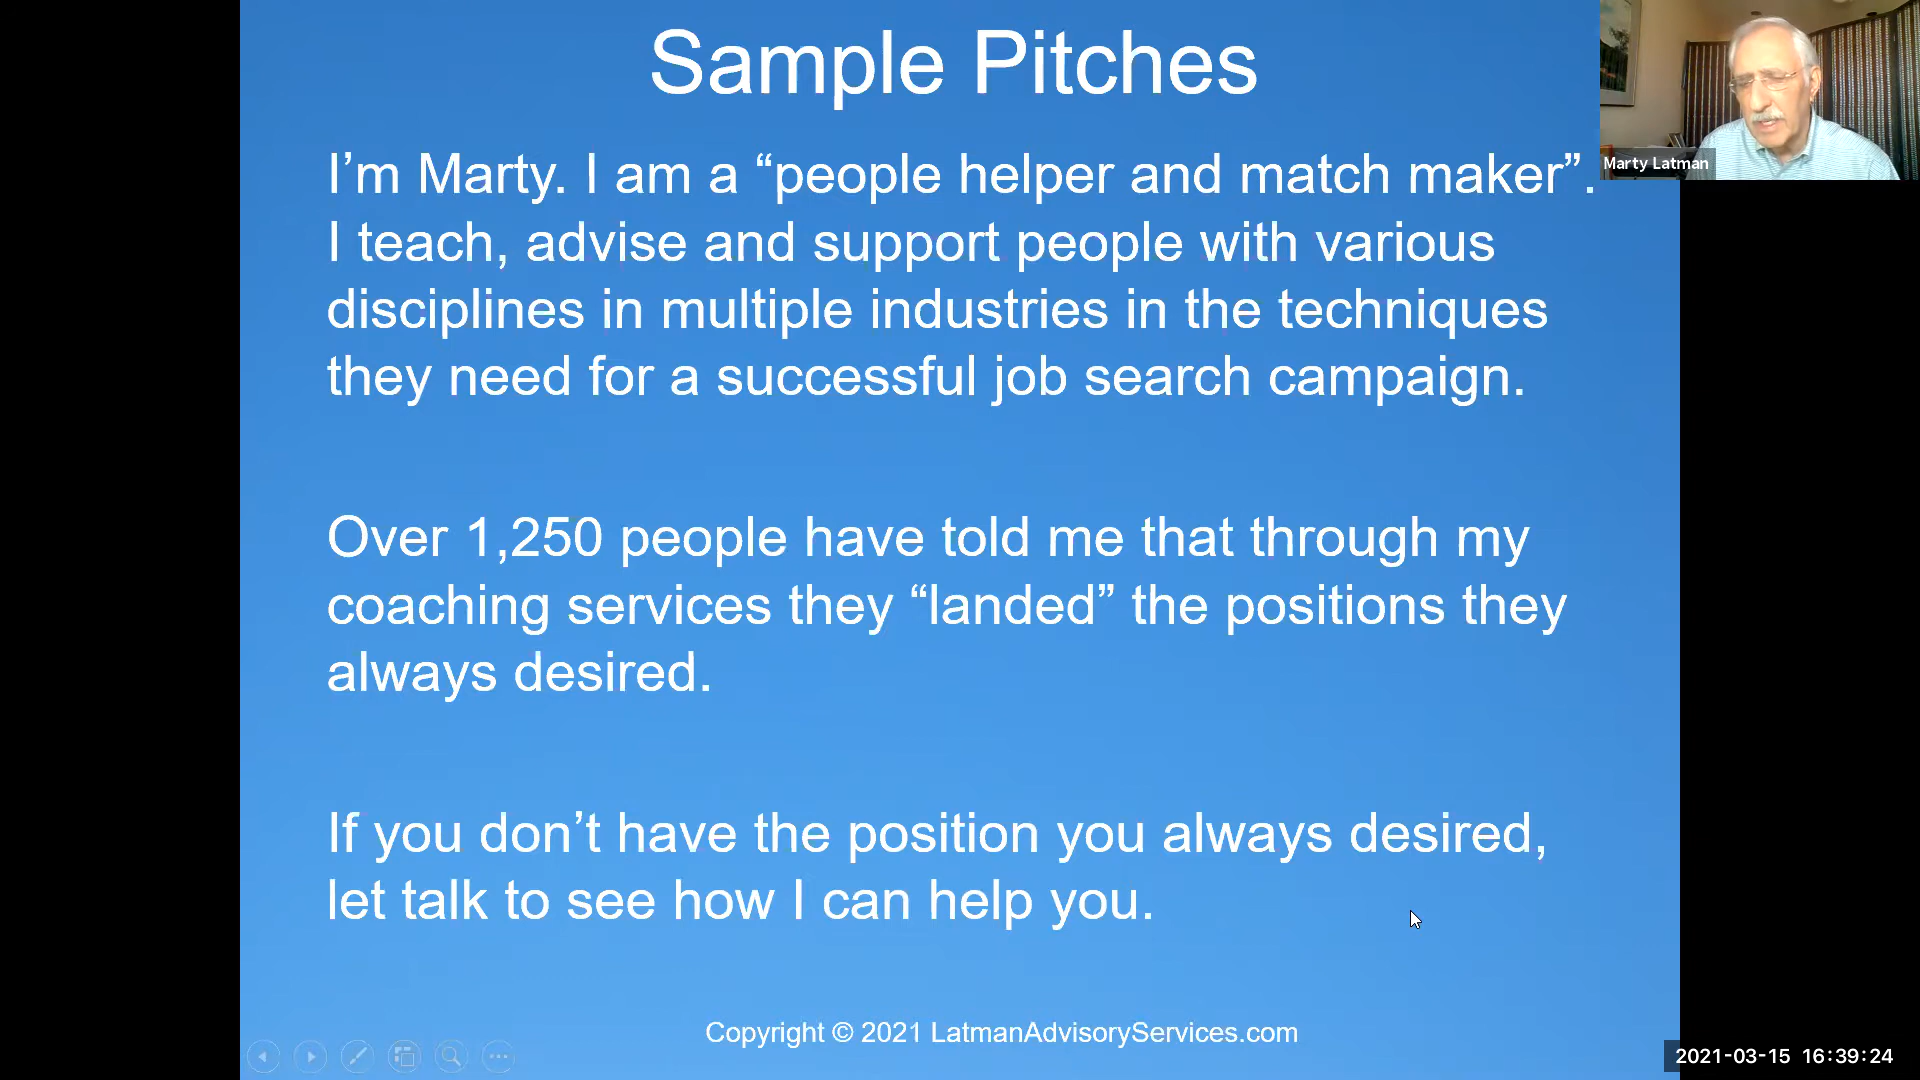 Sample Pitches
I’m Marty. I am a “people helper and match maker”.
I teach, advise and support people with various
disciplines in multiple industries in the techniques
they need for a successful job search campaign.
Over 1,250 people have told me that through my
coaching services they “landed” the positions they
always desired.
If you don’t have the position you always desired,
let talk to see how I can help you.
Copyright © 2021 LatmanAdvisoryServices.com
Marty Latman
2021-03-15 16:39:24